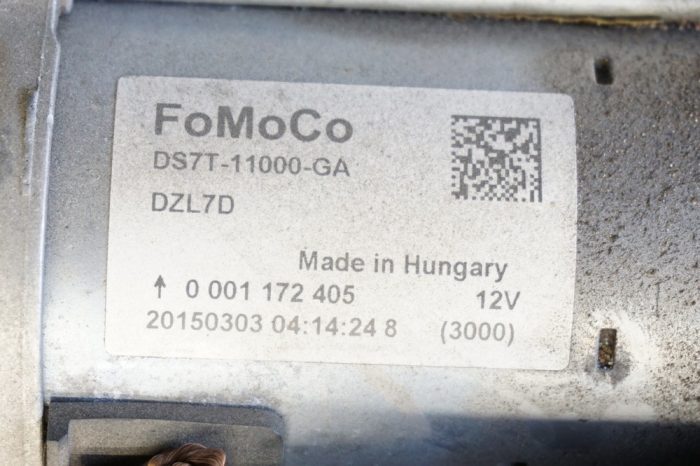 FoMoCo
DS7T-11000-GA
DZL7D
Made in Hungary
↑ 0 001 172 405 12V
20150303 04:14:24 8 (3000)